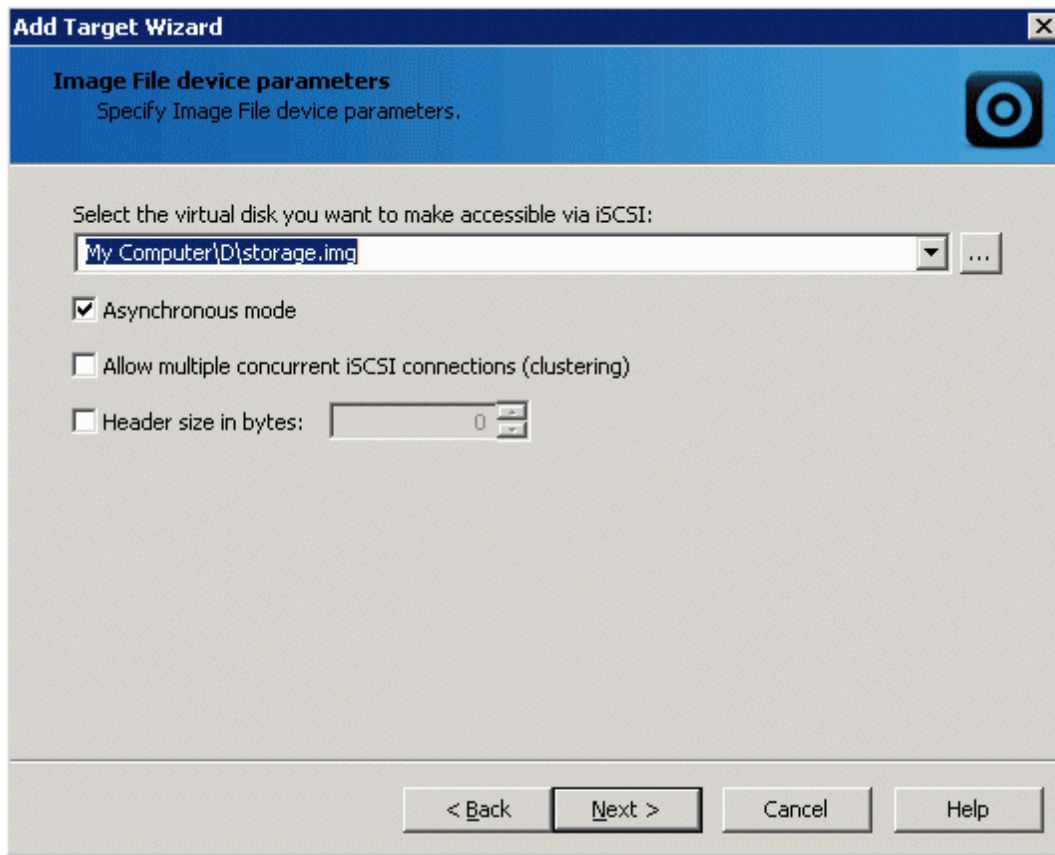 Add Target Wizard
Image File device parameters
Specify Image File device parameters.
Select the virtual disk you want to make accessible via iSCSI:
My Computer\D\storage.img
...
Asynchronous mode
Allow multiple concurrent iSCSI connections (clustering)
Header size in bytes: 0
< Back Next > Cancel Help